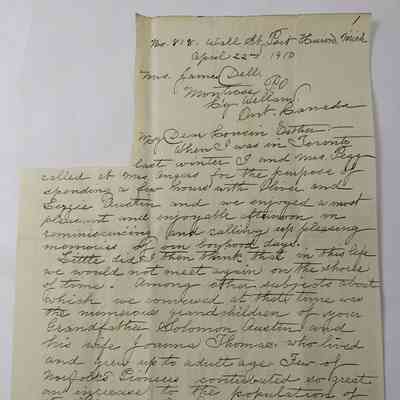 1
No. 818. Wall St. Port Huron, Mich
April 22nd 1910
Mrs. James Dell.
Montrose PO
Co. Welland.
Ont. Canada
My Dear Cousin Esther.
When I was in Toronto
last winter I and Mrs
called at Mrs. Angers for the purpose of
spending a few hours with Oliver and
Lizzie Austin and we enjoyed a most
pleasant and enjoyable afternoon in
reminiscencing and calling up pleasing
memories of our boyhood days.
Little did I then think that in this life
we would not meet again on the shores
of time. Among other subjects about
which we conversed at that time was
the numerous grandchildren of your
Grandfather Solomon Austin and
his wife Joanna Thomas. who lived
and grew up to adult age Few of
Norfolk's Pioneers contributed so great
an increase to the population of